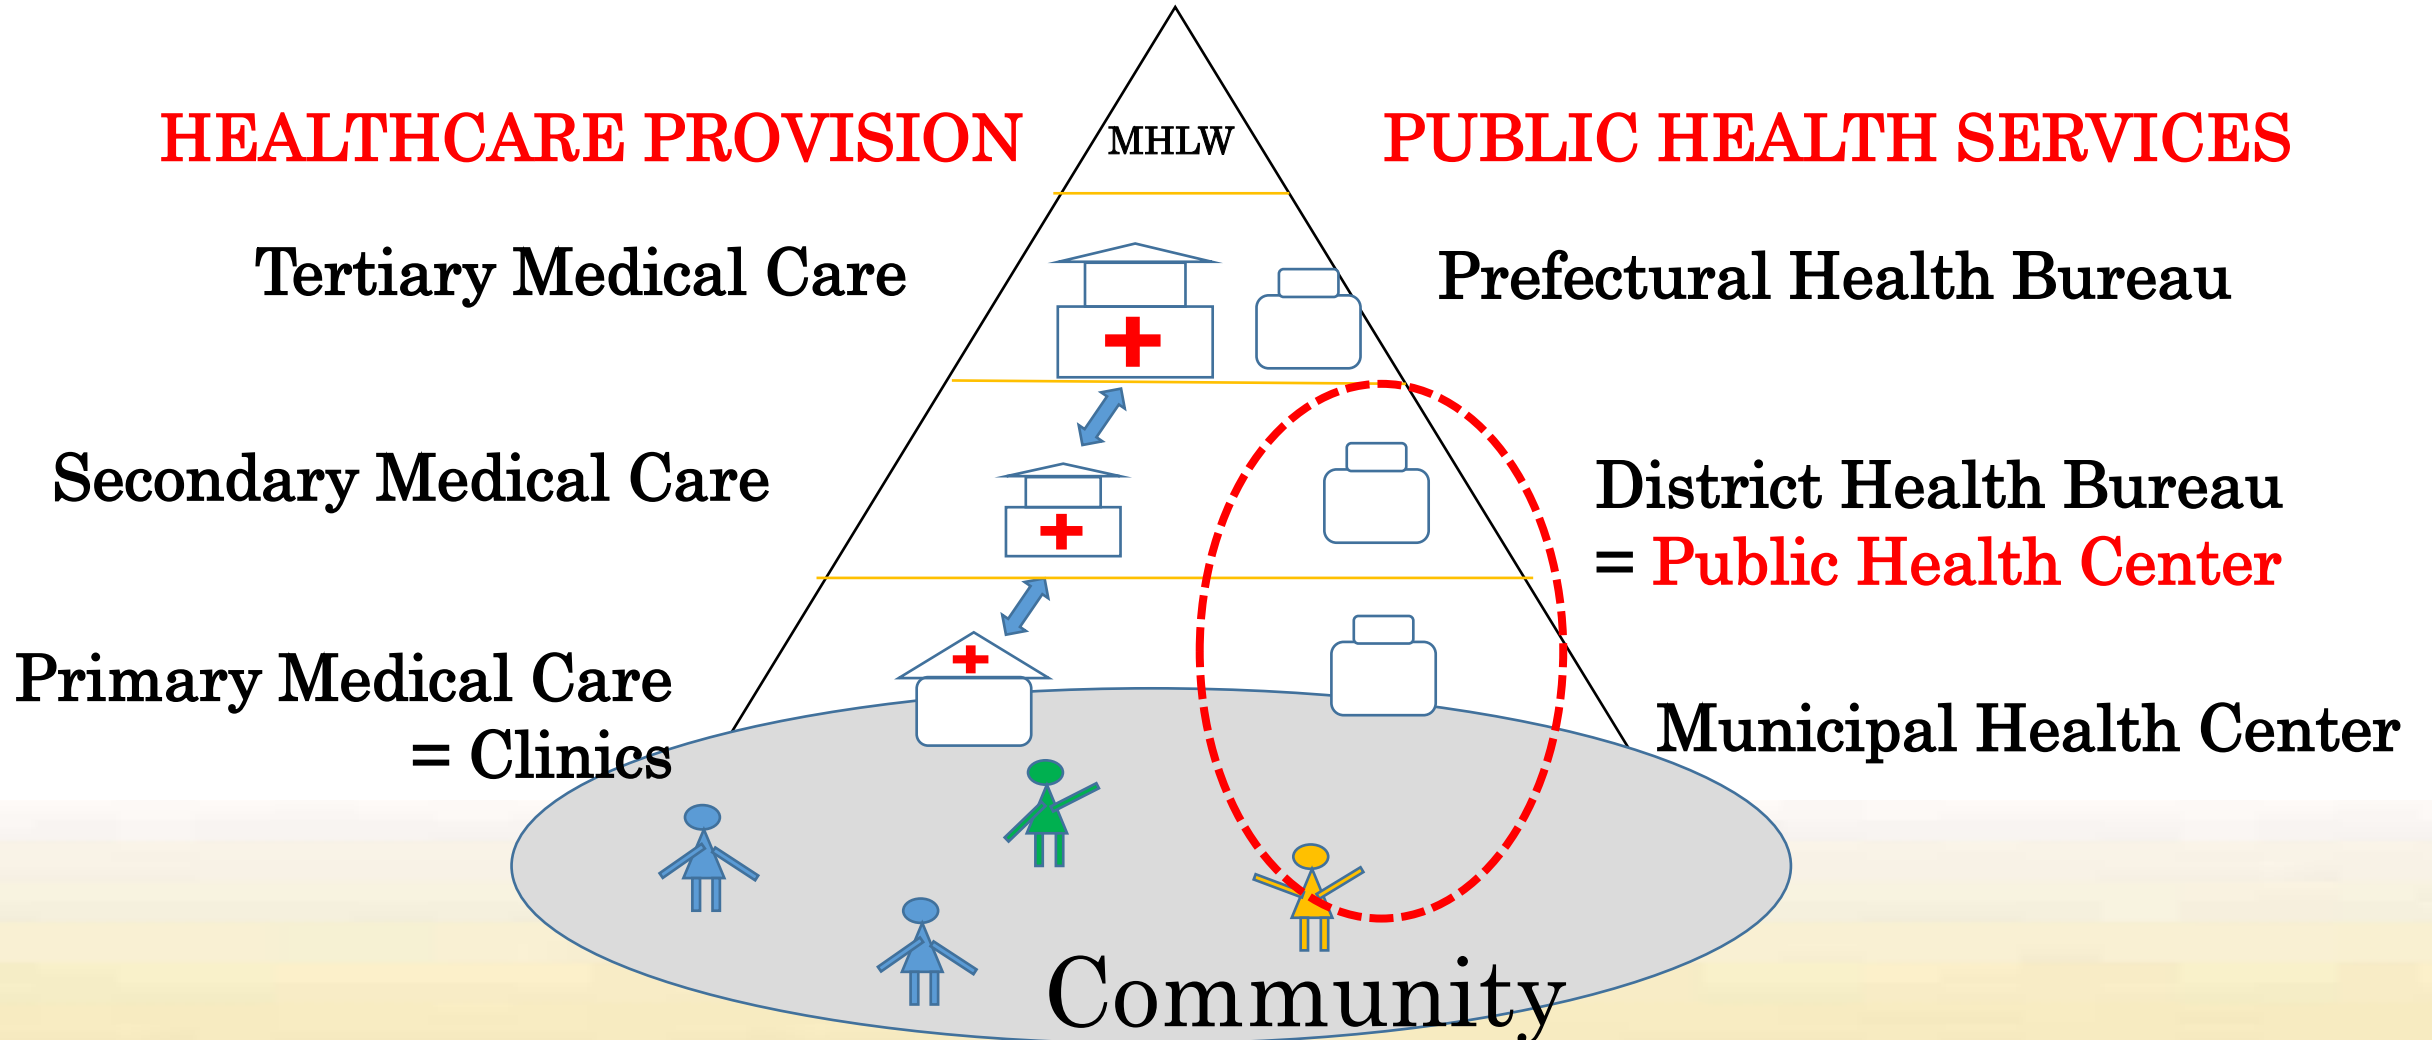 HEALTHCARE PROVISION
MHLW
PUBLIC HEALTH SERVICES
Tertiary Medical Care
Prefectural Health Bureau
Secondary Medical Care
District Health Bureau
= Public Health Center
Primary Medical Care
= Clinics
Municipal Health Center
Community